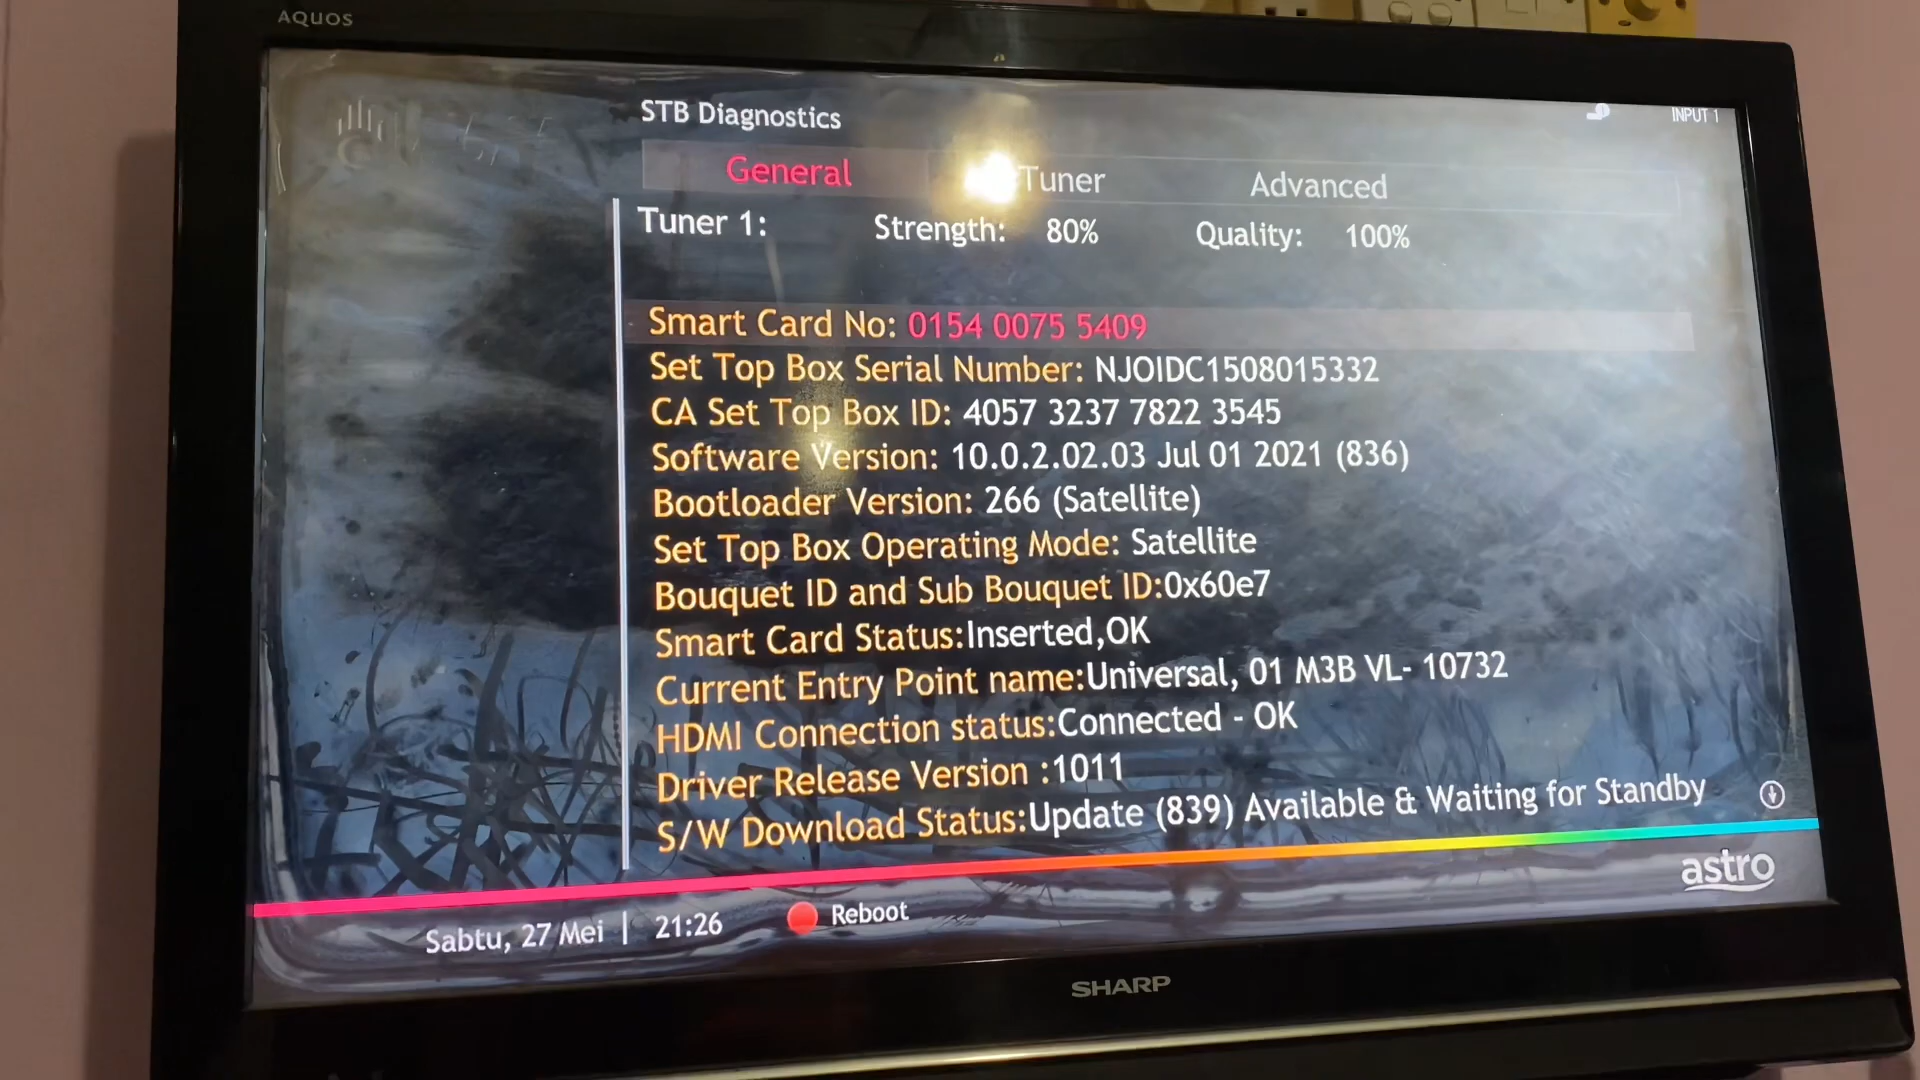 AQUOS
STB Diagnostics
INPUT 1
General Tuner Advanced
Tuner 1: Strength: 80% Quality: 100%
Smart Card No: 0154 0075 5409
Set Top Box Serial Number: NJOIDC1508015332
CA Set Top Box ID: 4057 3237 7822 3545
Software Version: 10.0.2.02.03 Jul 01 2021 (836)
Bootloader Version: 266 (Satellite)
Set Top Box Operating Mode: Satellite
Bouquet ID and Sub Bouquet ID:0x60e7
Smart Card Status:Inserted,OK
Current Entry Point name:Universal, 01 M3B VL- 10732
HDMI Connection status:Connected - OK
Driver Release Version :1011
S/W Download Status:Update (839) Available & Waiting for Standby
astro
Sabtu, 27 Mei | 21:26 Reboot
SHARP